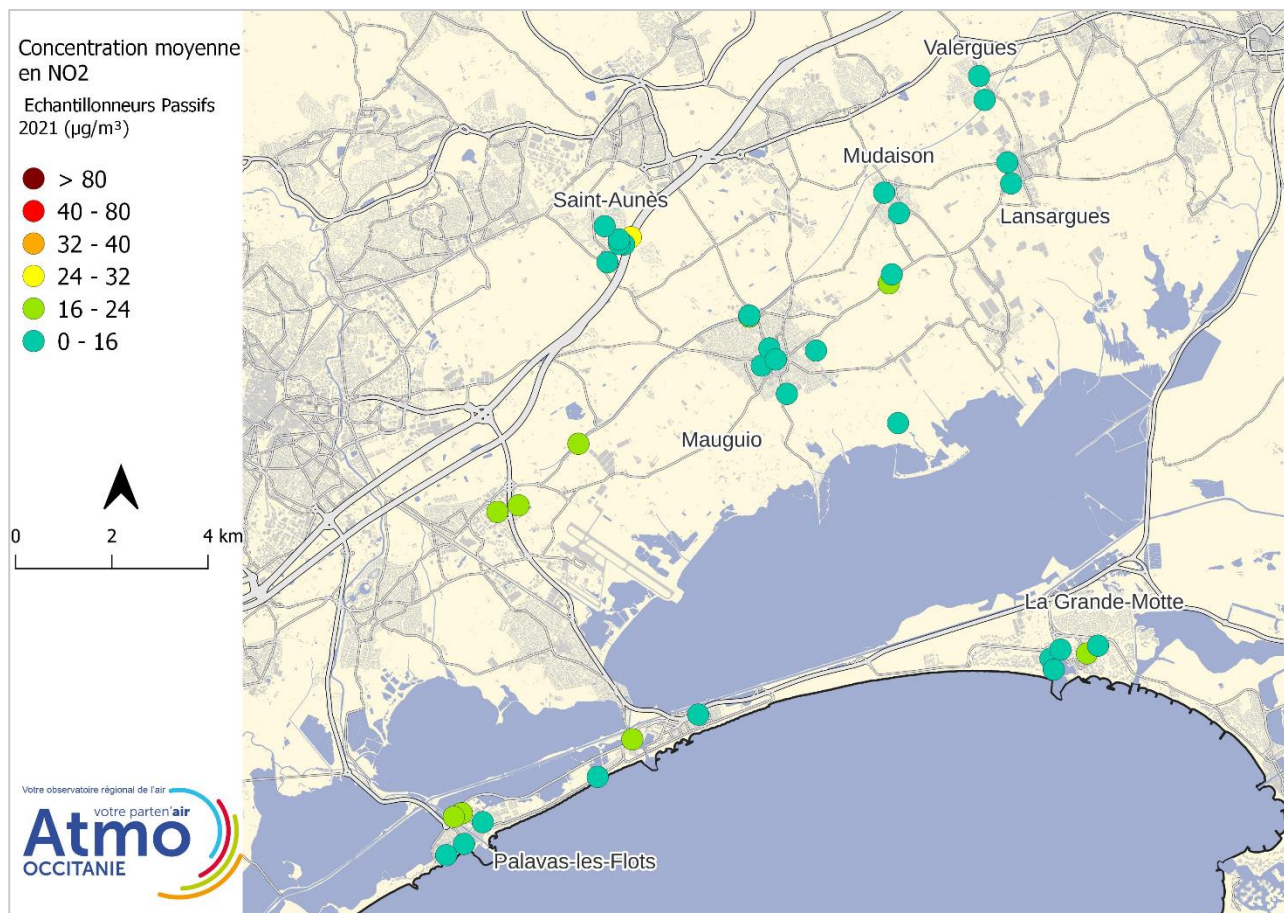 Concentration moyenne
en NO2
Echantillonneurs Passifs
2021 (µg/m³)
> 80
40 - 80
32 - 40
24 - 32
16 - 24
0 - 16
0 2 4 km
Votre observatoire régional de l'air
votre parten'air
Atmo
OCCITANIE
Valergues
Mudaison
Saint-Aunès
Lansargues
Mauguio
La Grande-Motte
Palavas-les-Flots